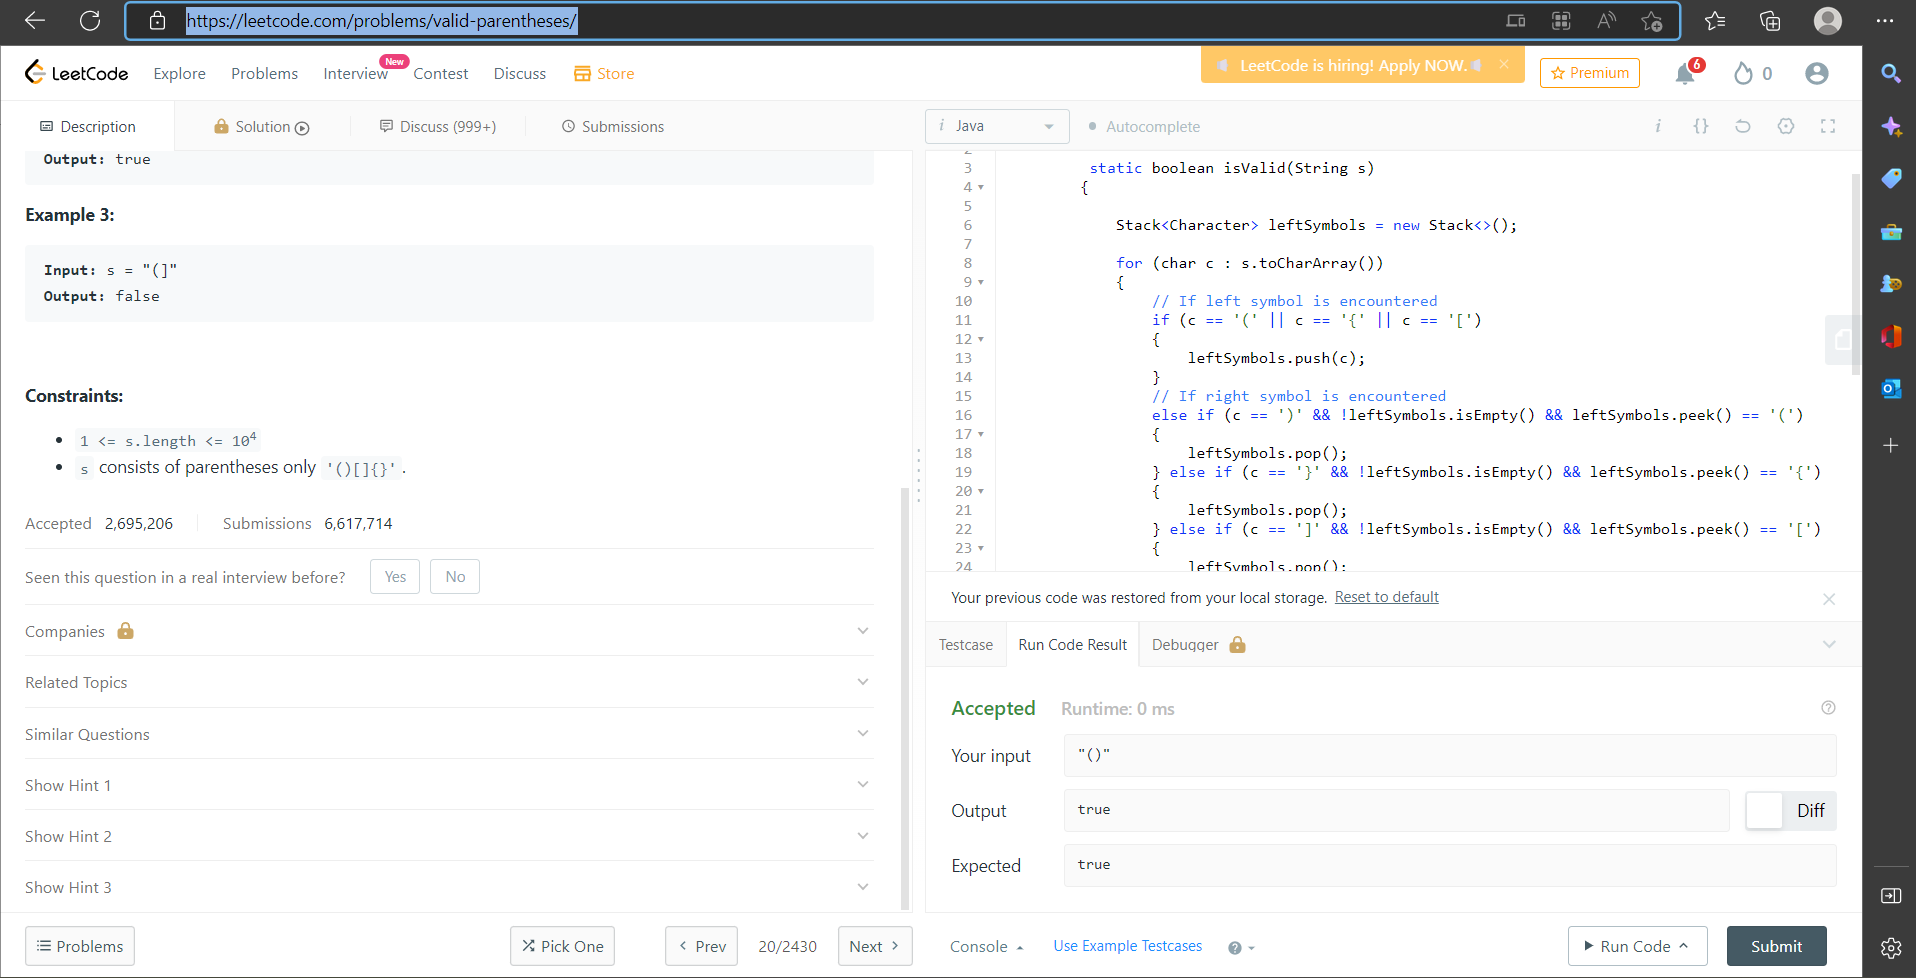 https://leetcode.com/problems/valid-parentheses/
LeetCode
Explore
Problems
Interview
New
Contest
Discuss
Store
LeetCode is hiring! Apply NOW.
Premium
6
0
Description
Solution
Discuss (999+)
Submissions
Output: true
Example 3:
Input: s = "(]"
Output: false
Constraints:
1 <= s.length <= 10⁴
s consists of parentheses only '()[]{}'.
Accepted 2,695,206
Submissions 6,617,714
Seen this question in a real interview before?
Yes
No
Companies
Related Topics
Similar Questions
Show Hint 1
Show Hint 2
Show Hint 3
Problems
Pick One
Prev
20/2430
Next
i Java
Autocomplete
i {}
2
3 static boolean isValid(String s)
4 {
5
6 Stack<Character> leftSymbols = new Stack<>();
7
8 for (char c : s.toCharArray())
9 {
10 // If left symbol is encountered
11 if (c == '(' || c == '{' || c == '[')
12 {
13 leftSymbols.push(c);
14 }
15 // If right symbol is encountered
16 else if (c == ')' && !leftSymbols.isEmpty() && leftSymbols.peek() == '(')
17 {
18 leftSymbols.pop();
19 } else if (c == '}' && !leftSymbols.isEmpty() && leftSymbols.peek() == '{')
20 {
21 leftSymbols.pop();
22 } else if (c == ']' && !leftSymbols.isEmpty() && leftSymbols.peek() == '[')
23 {
24 leftSymbols.pop();
Your previous code was restored from your local storage. Reset to default
Testcase
Run Code Result
Debugger
Accepted Runtime: 0 ms
Your input "()"
Output true
Diff
Expected true
Console
Use Example Testcases
Run Code
Submit